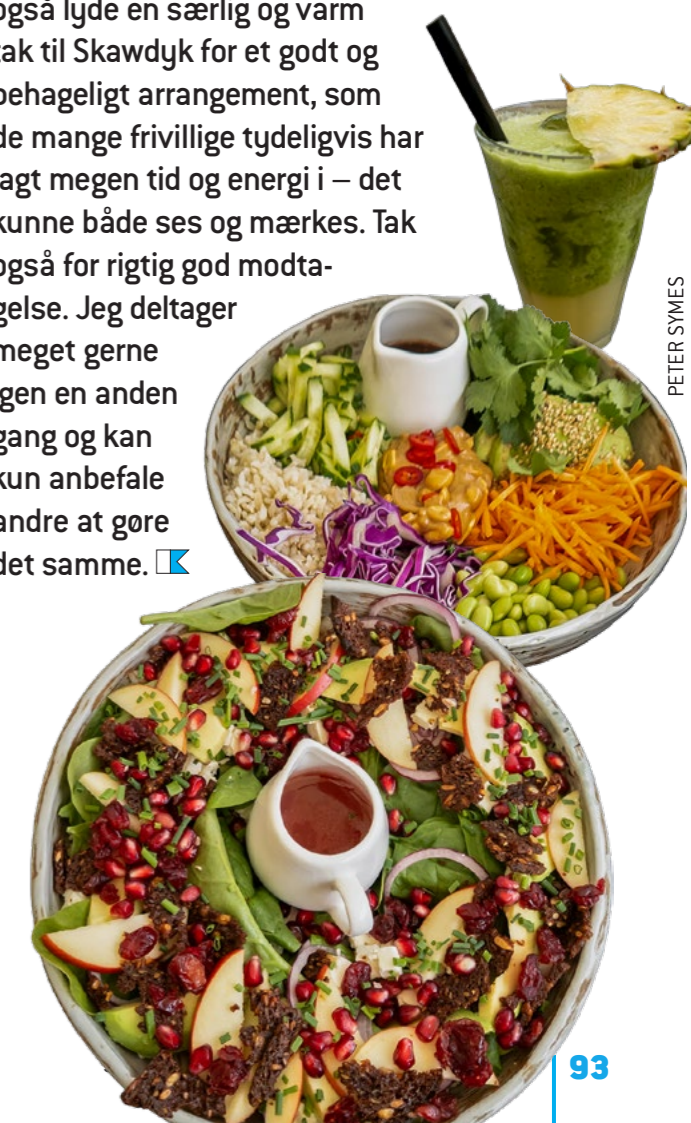 også lyde en særlig og varm
tak til Skawdyk for et godt og
behageligt arrangement, som
de mange frivillige tydeligvis har
lagt megen tid og energi i – det
kunne både ses og mærkes. Tak
også for rigtig god modta-
gelse. Jeg deltager
meget gerne
igen en anden
gang og kan
kun anbefale
andre at gøre
det samme.
PETER SYMES
93